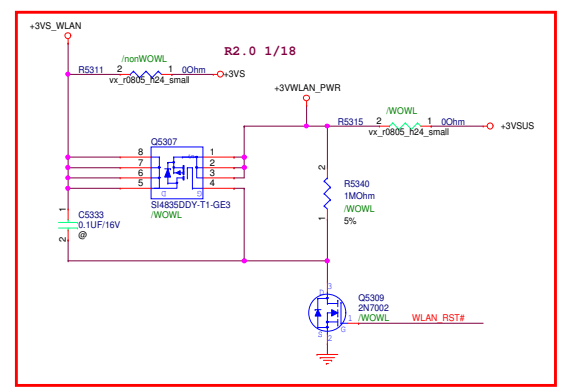 +3VS_WLAN
R2.0 1/18
/nonWOWL
R5311 2 1 0Ohm +3VS
vx_r0805_h24_small
+3VWLAN_PWR
/WOWL
R5315 2 1 0Ohm +3VSUS
vx_r0805_h24_small
Q5307
8 1
7 2
6 3
5 4
S
D G
SI4835DDY-T1-GE3
/WOWL
2
R5340
1MOhm
/WOWL
5%
1
1
C5333
0.1UF/16V
@
2
3
D
Q5309
2N7002
/WOWL
1 WLAN_RST#
G
S 2